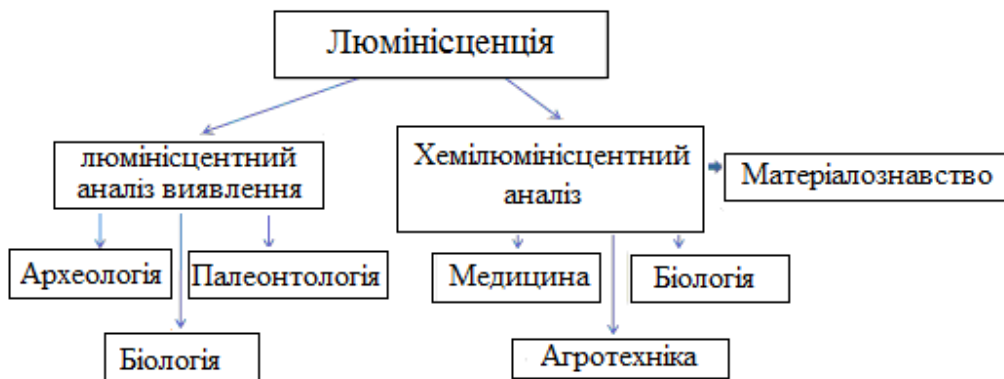 Люмінісценція
люмінісцентний
аналіз виявлення
Хемілюмінісцентний
аналіз
Матеріалознавство
Археологія
Палеонтологія
Медицина
Біологія
Біологія
Агротехніка